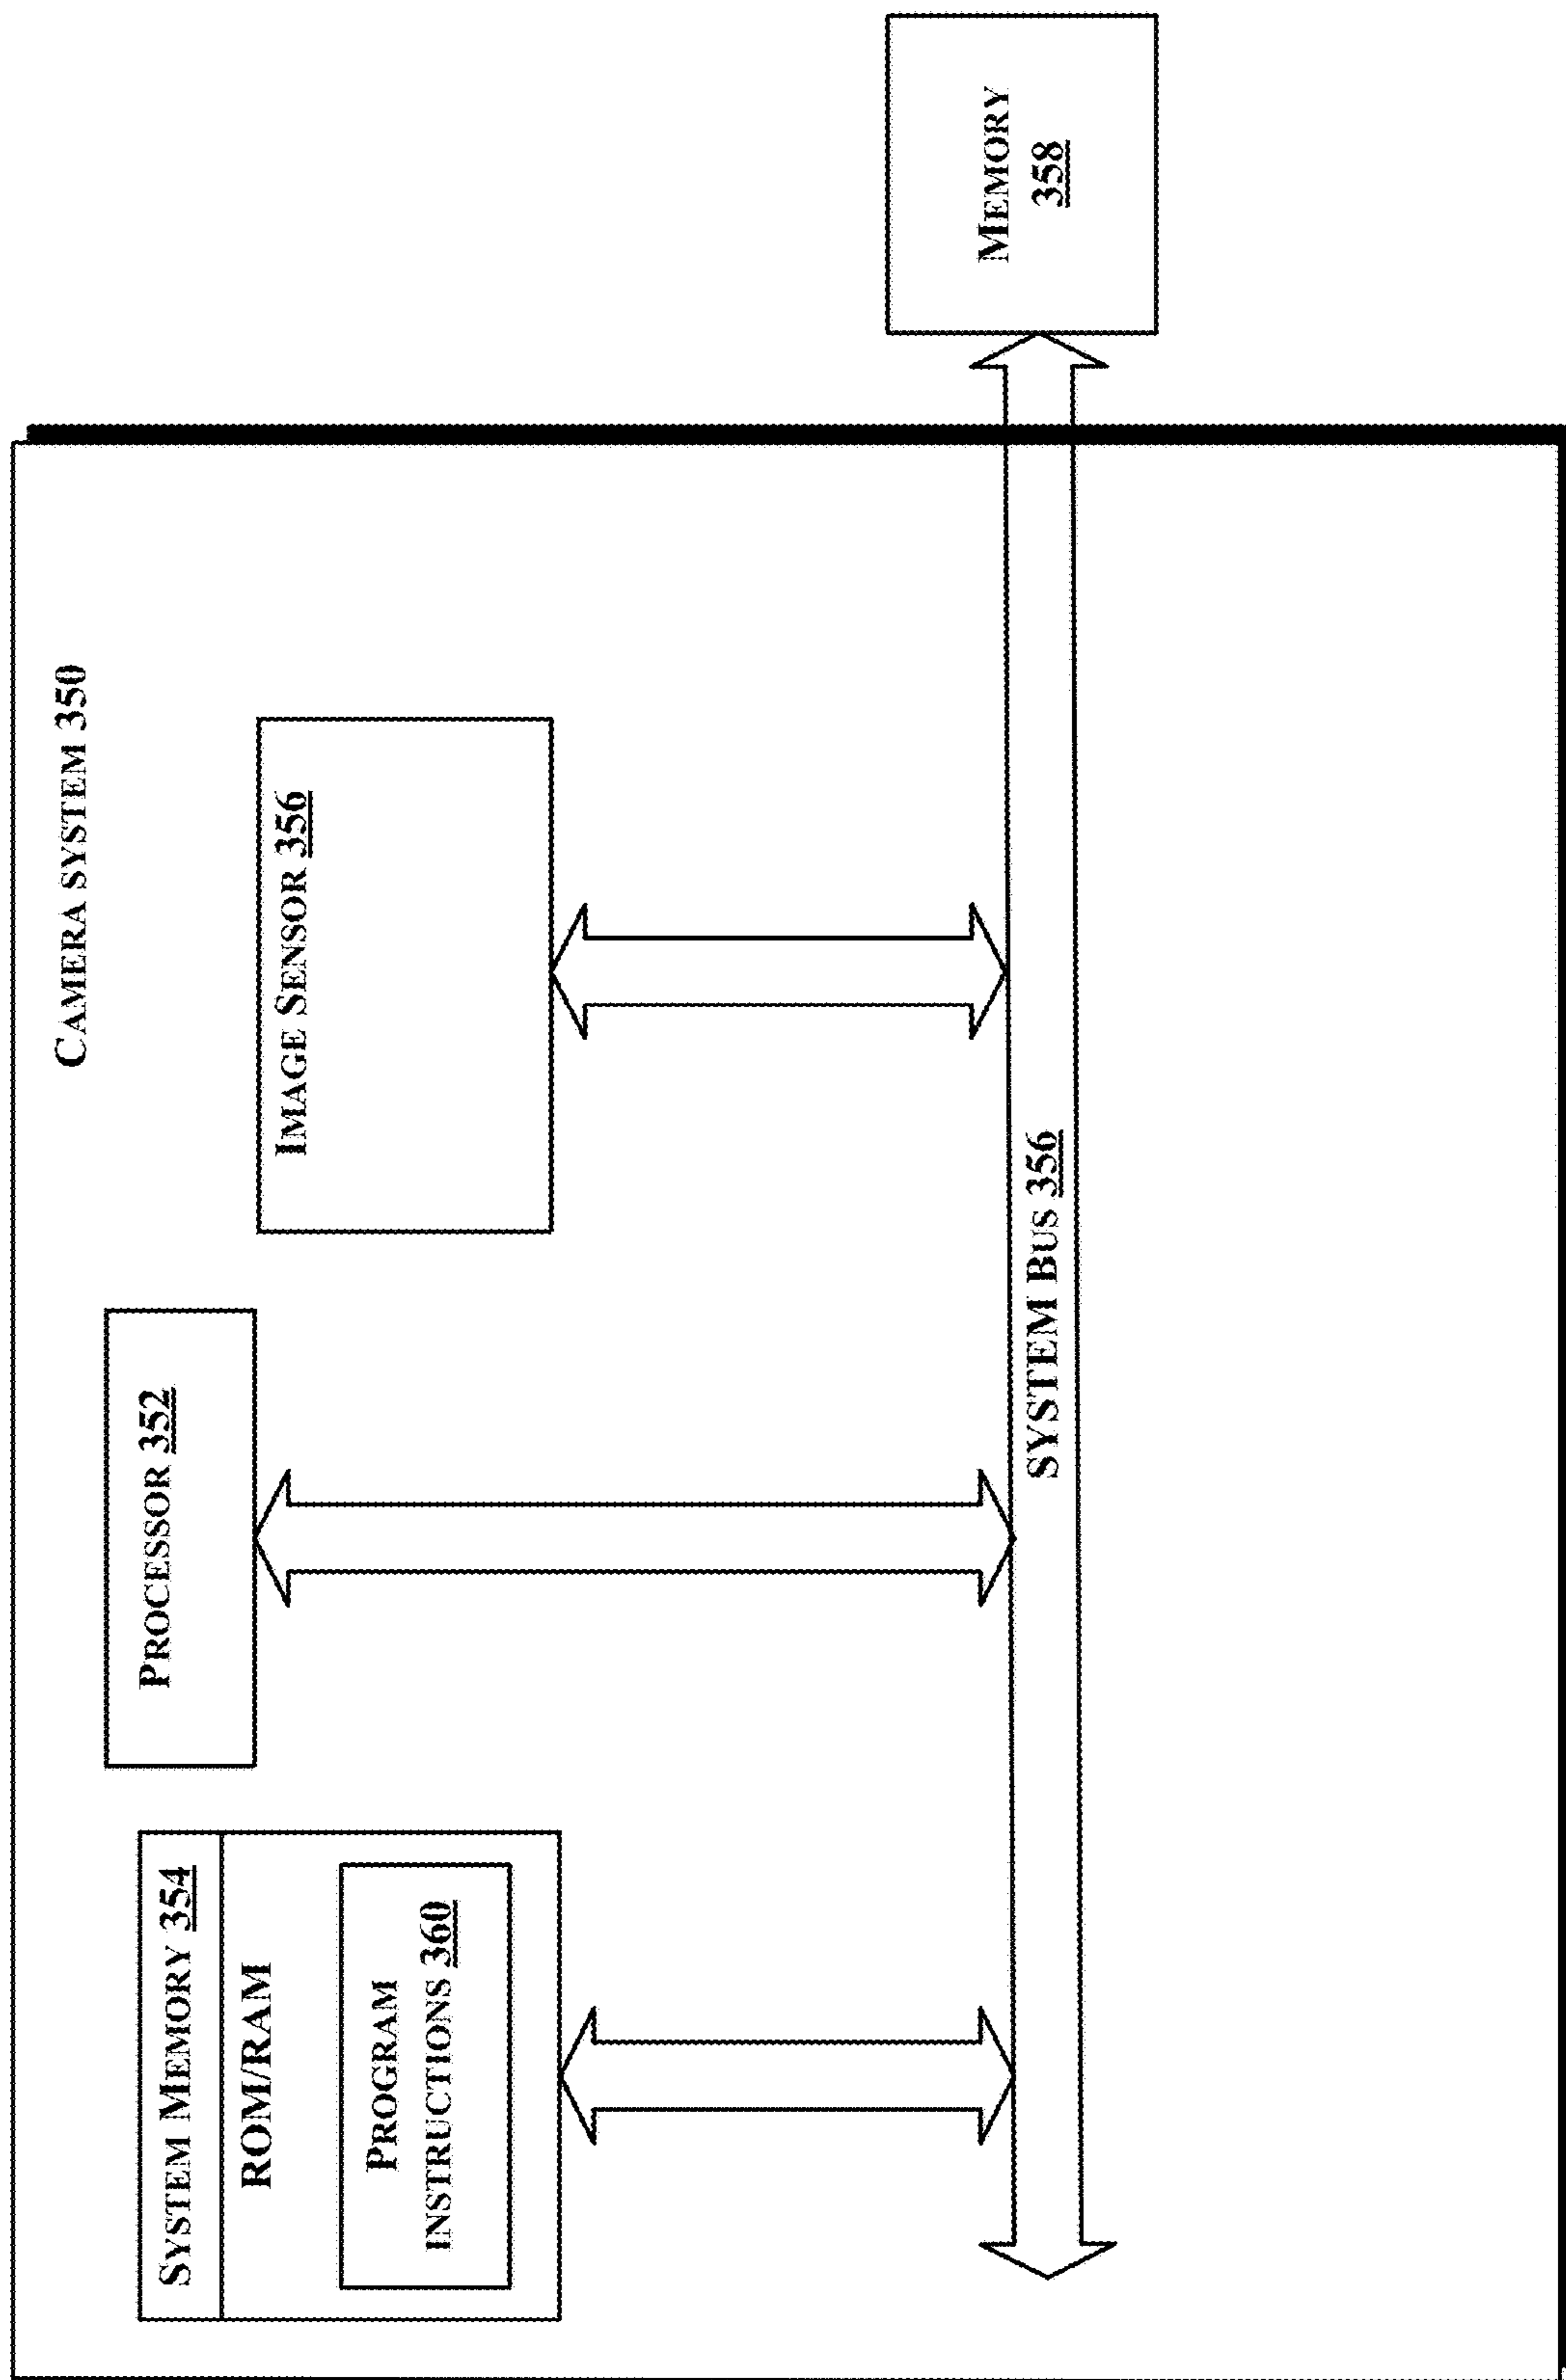 CAMERA SYSTEM 350
SYSTEM MEMORY 354
ROM/RAM
PROGRAM
INSTRUCTIONS 360
PROCESSOR 352
IMAGE SENSOR 356
SYSTEM BUS 356
MEMORY
358